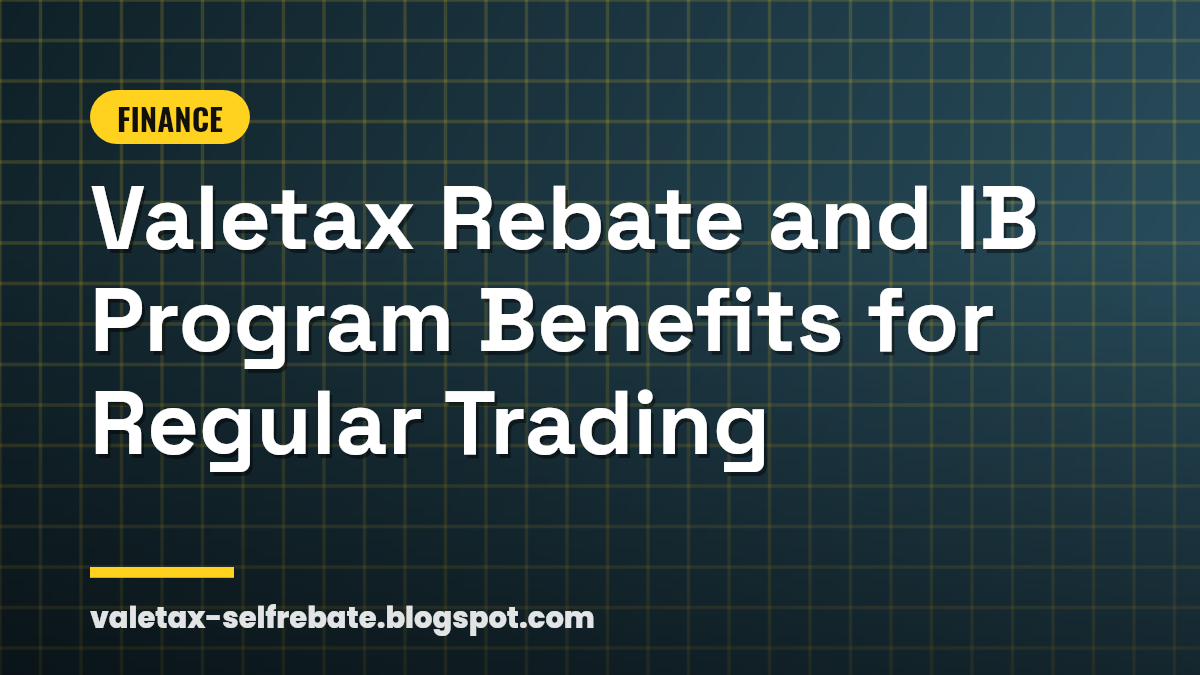 FINANCE
Valetax Rebate and IB
Program Benefits for
Regular Trading
valetax-selfrebate.blogspot.com